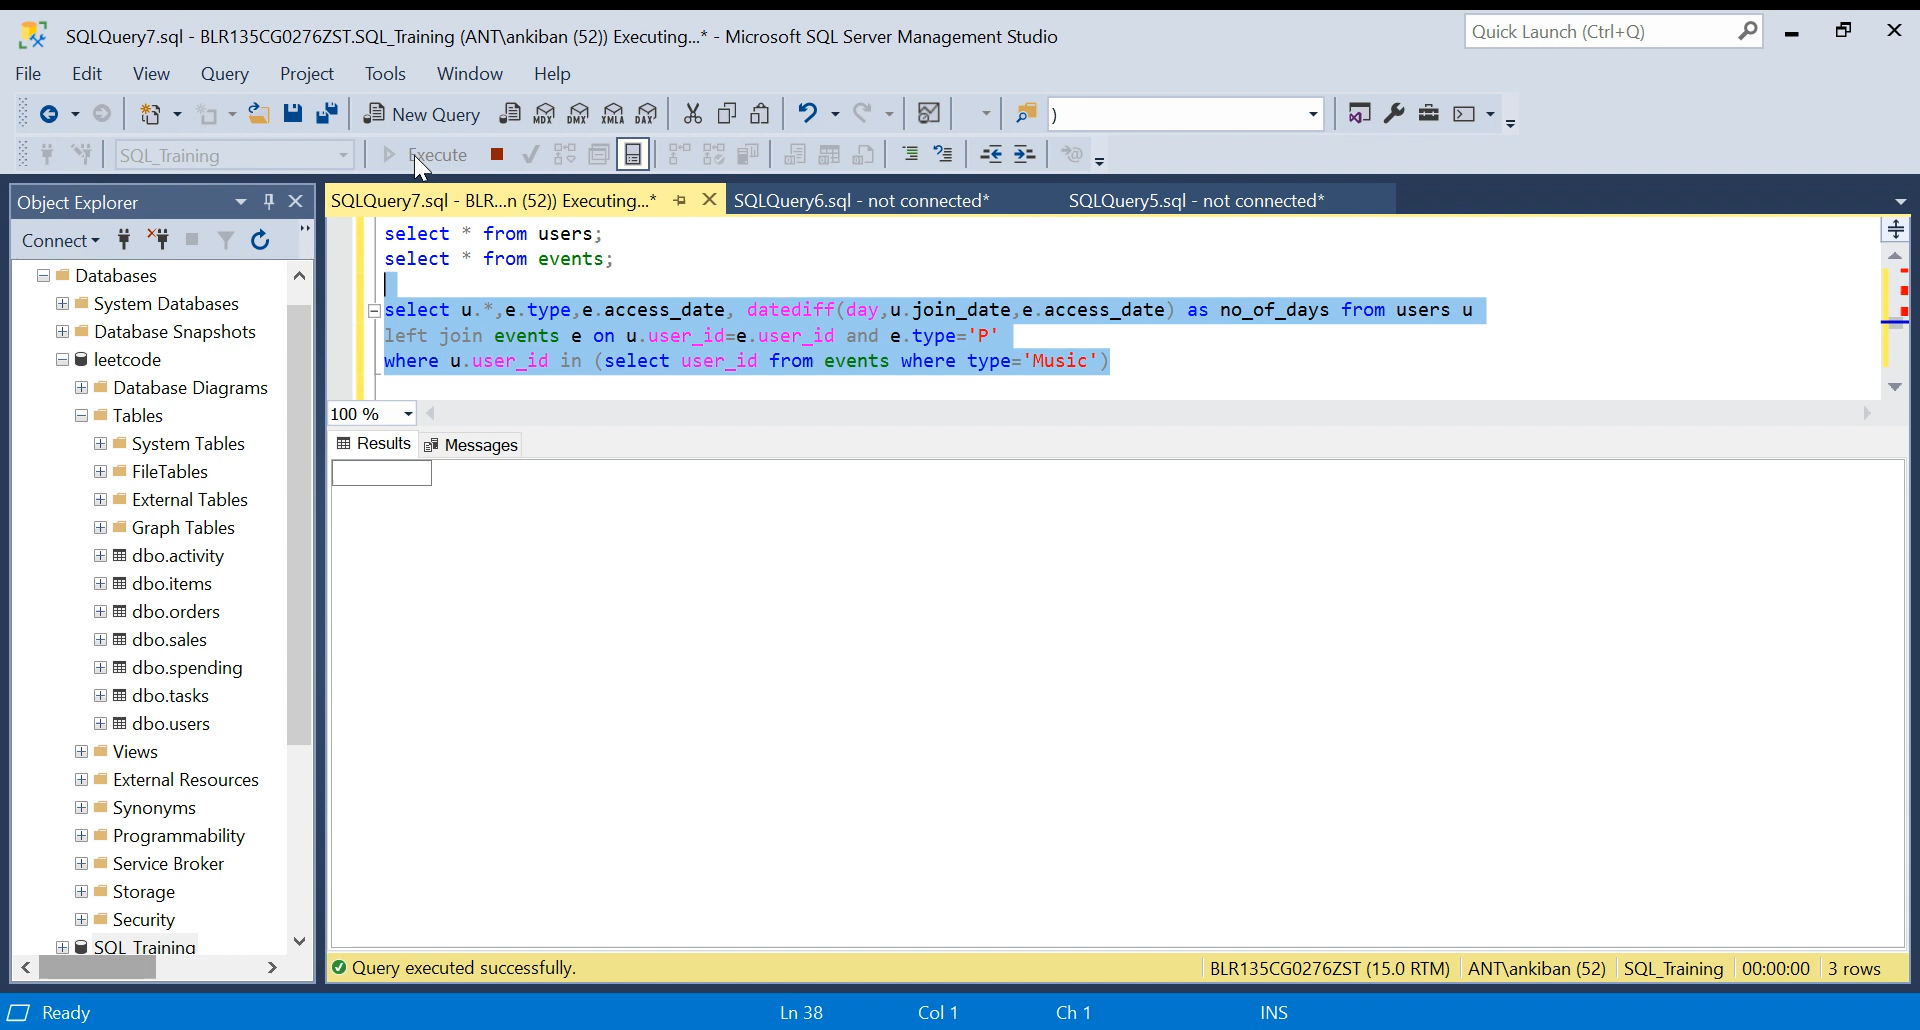 SQLQuery7.sql - BLR135CG0276ZST.SQL_Training (ANT\ankiban (52)) Executing...* - Microsoft SQL Server Management Studio
Quick Launch (Ctrl+Q)
File Edit View Query Project Tools Window Help
New Query MDX DMX XMLA DAX )
SQL_Training Execute
Object Explorer
SQLQuery7.sql - BLR...n (52)) Executing...* SQLQuery6.sql - not connected* SQLQuery5.sql - not connected*
Connect
Databases
System Databases
Database Snapshots
leetcode
Database Diagrams
Tables
System Tables
FileTables
External Tables
Graph Tables
dbo.activity
dbo.items
dbo.orders
dbo.sales
dbo.spending
dbo.tasks
dbo.users
Views
External Resources
Synonyms
Programmability
Service Broker
Storage
Security
SQL_Training
select * from users;
select * from events;
select u.*,e.type,e.access_date, datediff(day,u.join_date,e.access_date) as no_of_days from users u
left join events e on u.user_id=e.user_id and e.type='P'
where u.user_id in (select user_id from events where type='Music')
100 %
Results Messages
Query executed successfully. BLR135CG0276ZST (15.0 RTM) ANT\ankiban (52) SQL_Training 00:00:00 3 rows
Ready Ln 38 Col 1 Ch 1 INS